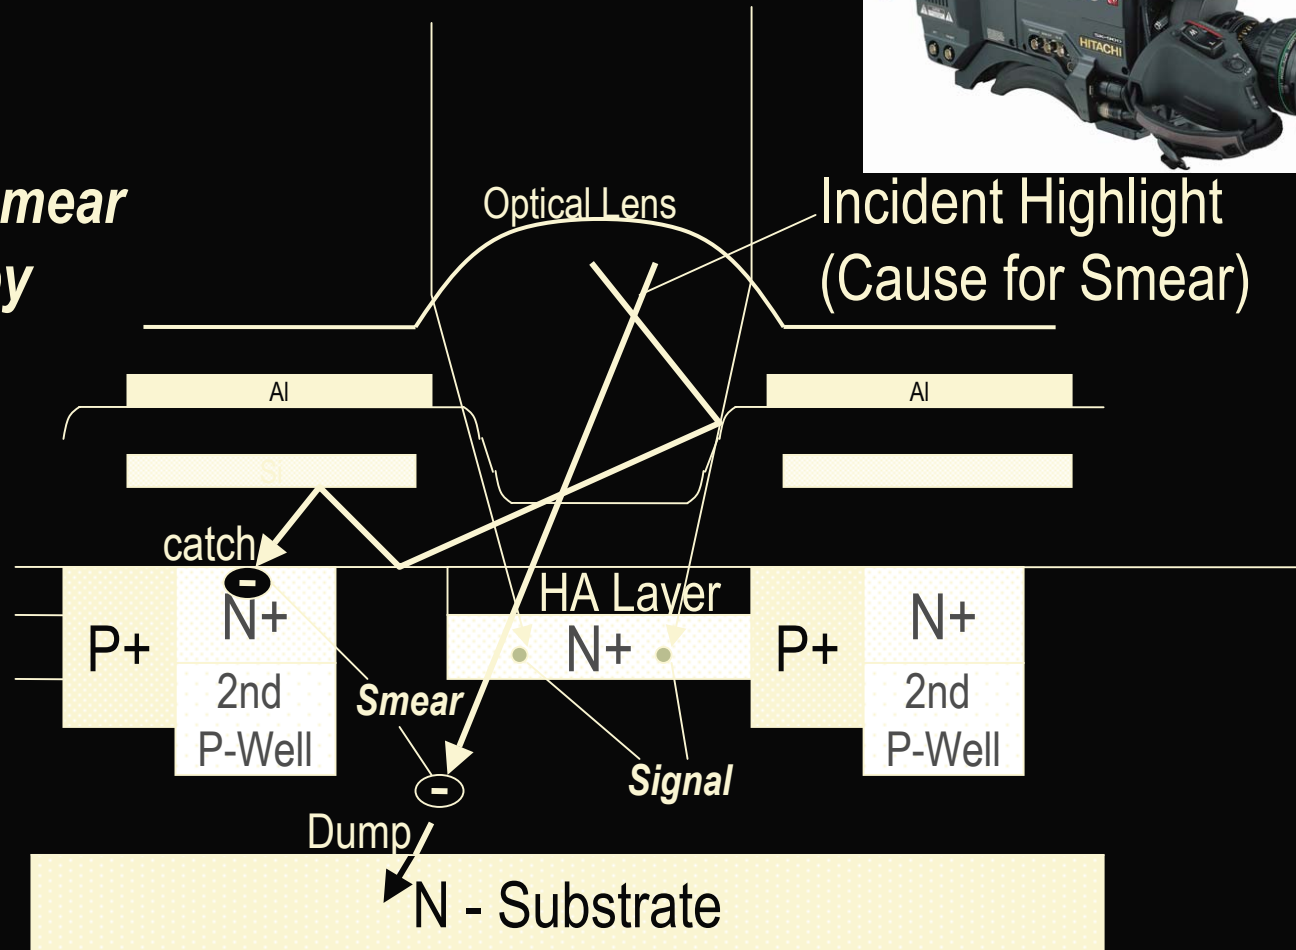 HITACHI
mear
Optical Lens
Incident Highlight
y
(Cause for Smear)
Al
Al
Si
catch
-
HA Layer
N+
N+
N+
P+
P+
2nd
2nd
Smear
P-Well
P-Well
Signal
-
Dump
N - Substrate